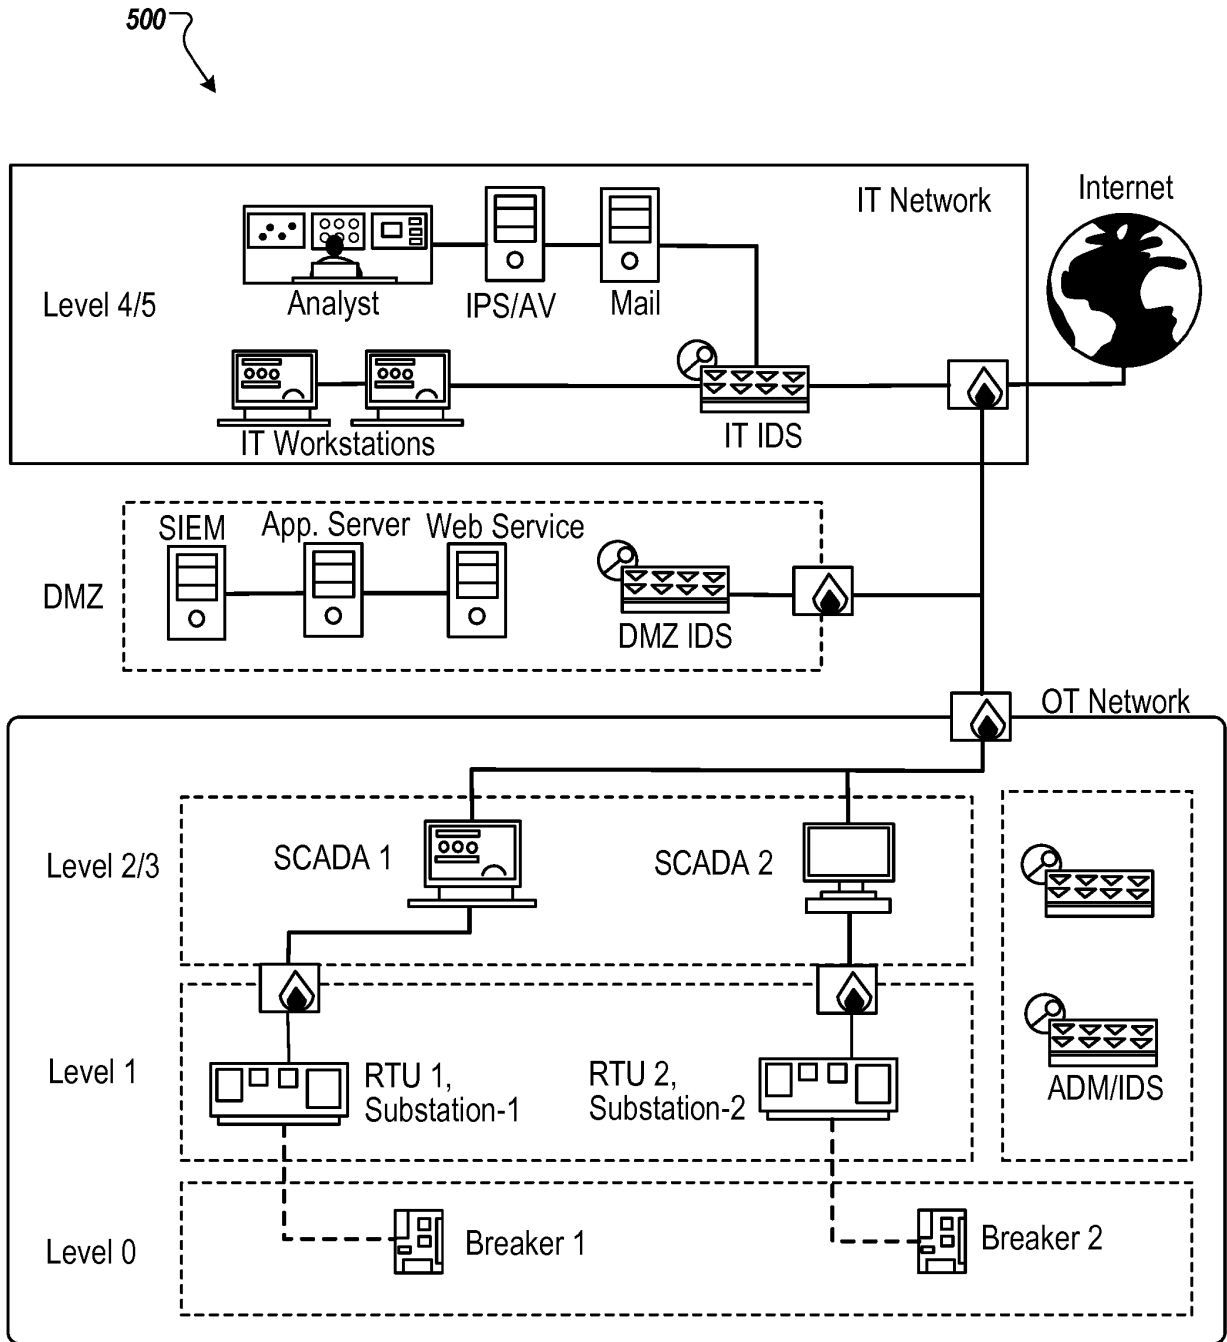 500
IT Network
Internet
Level 4/5
Analyst
IPS/AV
Mail
IT Workstations
IT IDS
SIEM
App. Server
Web Service
DMZ
DMZ IDS
OT Network
Level 2/3
SCADA 1
SCADA 2
Level 1
RTU 1,
Substation-1
RTU 2,
Substation-2
ADM/IDS
Level 0
Breaker 1
Breaker 2